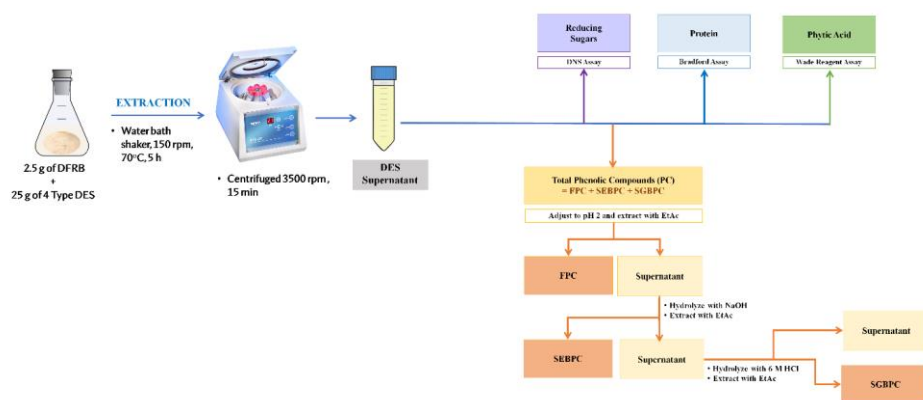 Reducing
Sugars
DNS Assay
Protein
Bradford Assay
Phytic Acid
Wade Reagent Assay
EXTRACTION
• Water bath
shaker, 150 rpm,
70°C, 5 h
2.5 g of DFRB
+
25 g of 4 Type DES
• Centrifuged 3500 rpm,
15 min
DES
Supernatant
Total Phenolic Compounds (PC)
= FPC + SEBPC + SGBPC
Adjust to pH 2 and extract with EtAc
FPC
Supernatant
• Hydrolyze with NaOH
• Extract with EtAc
SEBPC
Supernatant
• Hydrolyze with 6 M HCl
• Extract with EtAc
Supernatant
SGBPC